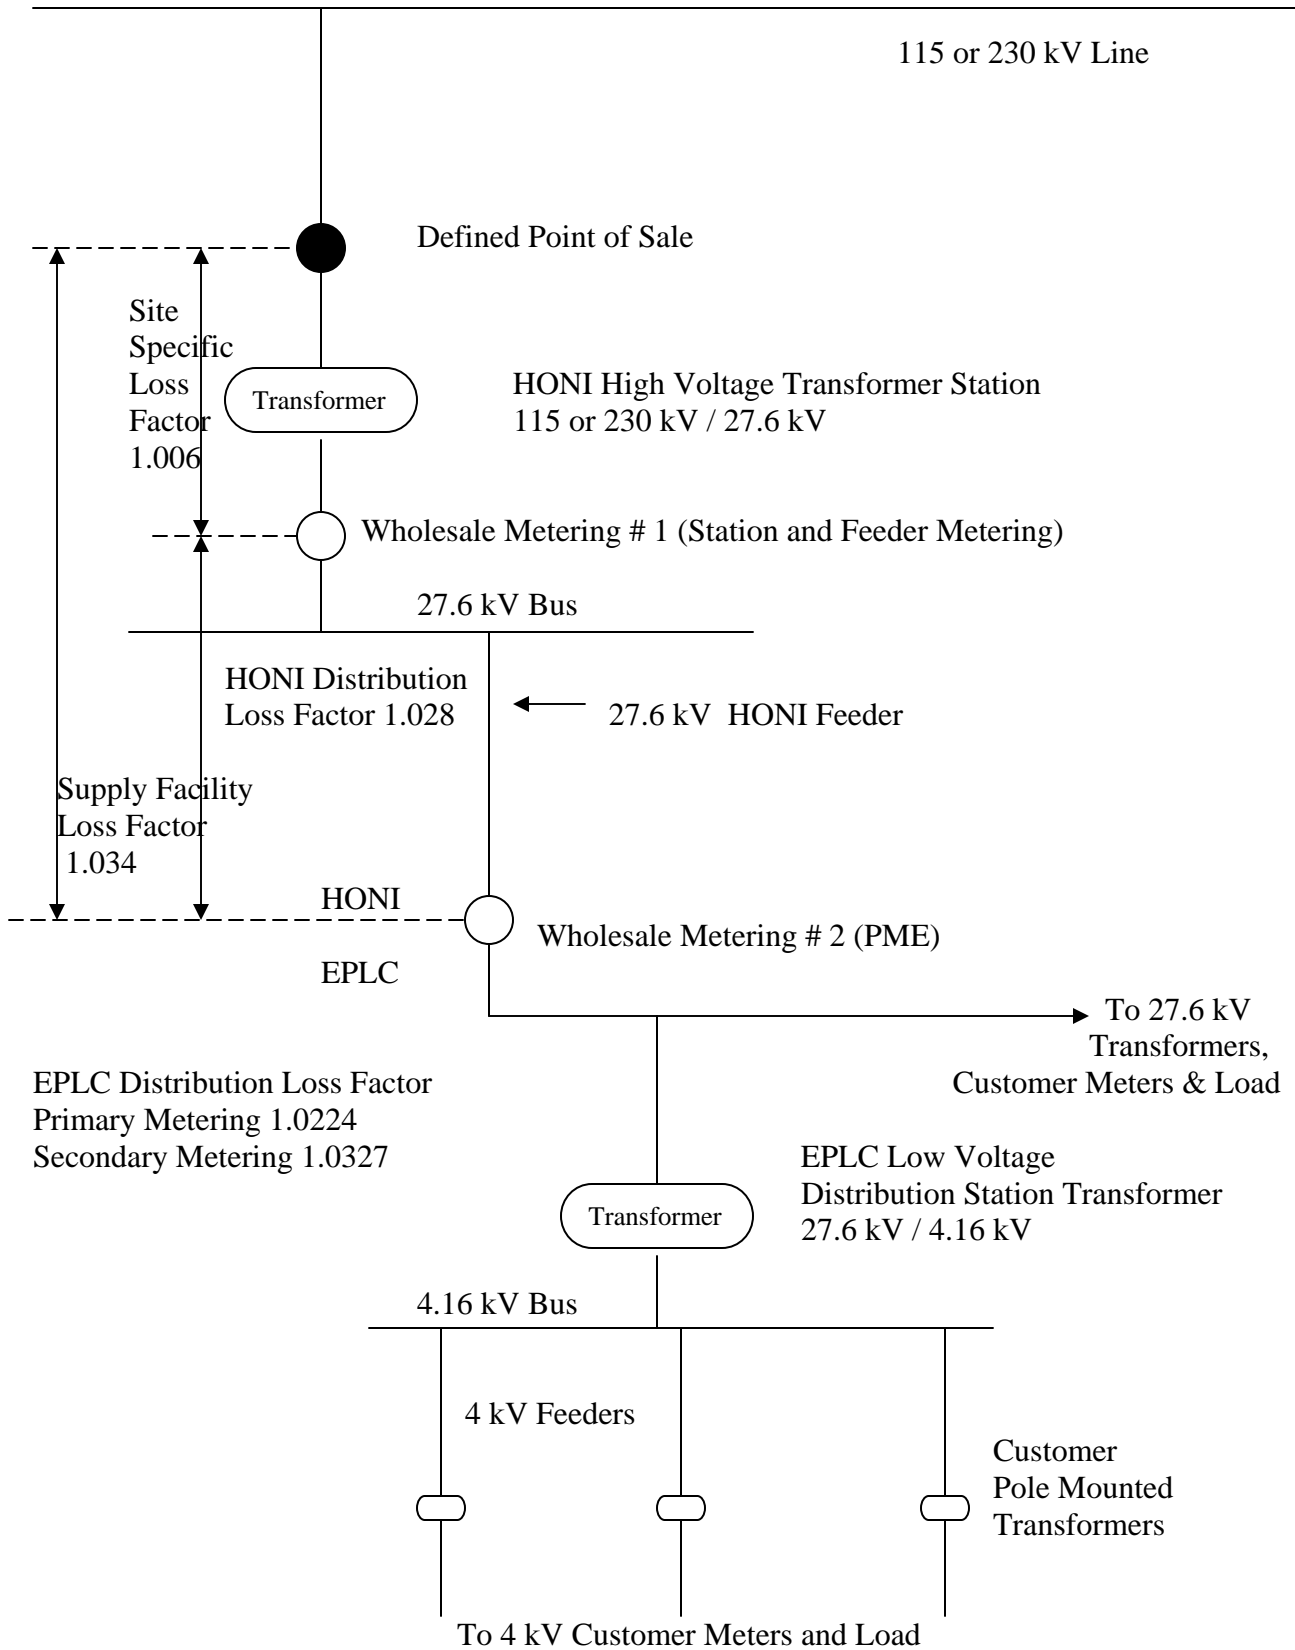 115 or 230 kV Line
Defined Point of Sale
Site
Specific
Loss
Factor
1.006
Transformer
HONI High Voltage Transformer Station
115 or 230 kV / 27.6 kV
Wholesale Metering # 1 (Station and Feeder Metering)
27.6 kV Bus
HONI Distribution
Loss Factor 1.028
27.6 kV HONI Feeder
Supply Facility
Loss Factor
1.034
HONI
Wholesale Metering # 2 (PME)
EPLC
To 27.6 kV
Transformers,
Customer Meters & Load
EPLC Distribution Loss Factor
Primary Metering 1.0224
Secondary Metering 1.0327
EPLC Low Voltage
Distribution Station Transformer
27.6 kV / 4.16 kV
Transformer
4.16 kV Bus
4 kV Feeders
Customer
Pole Mounted
Transformers
To 4 kV Customer Meters and Load